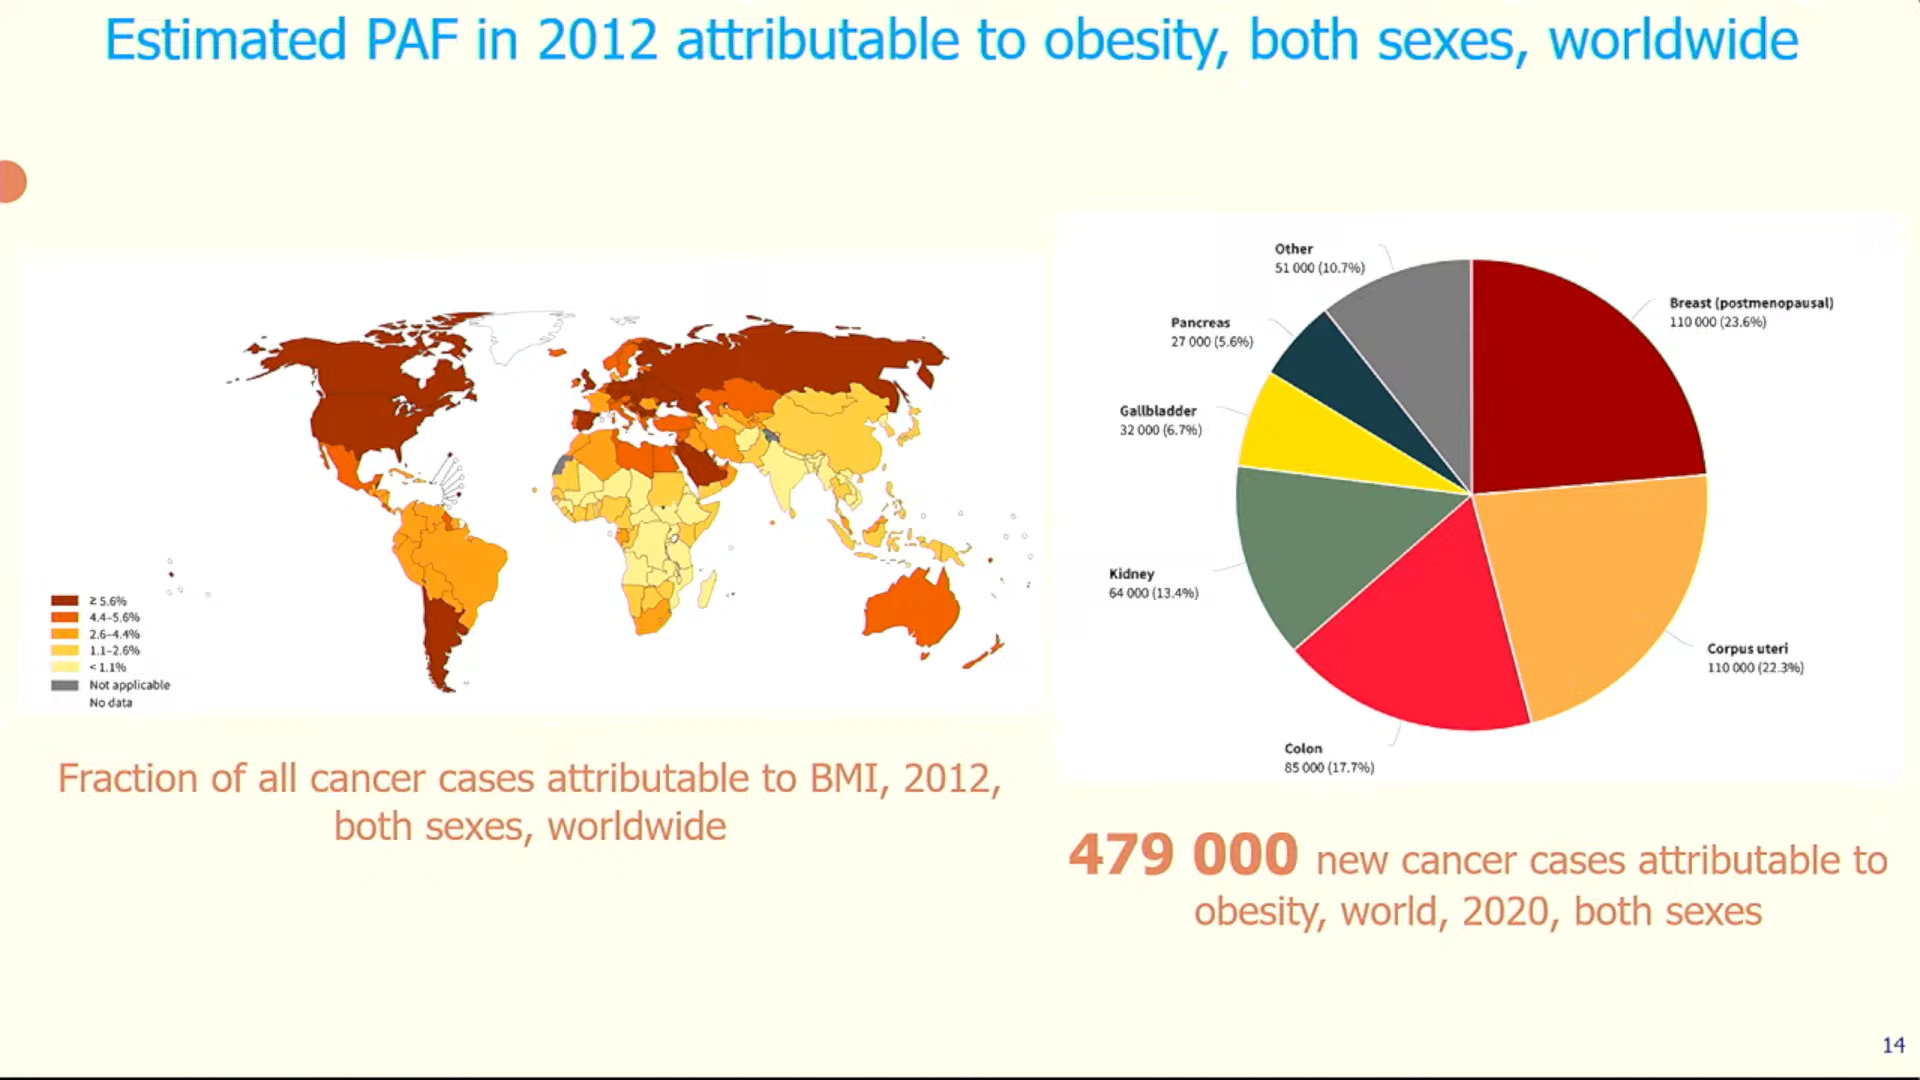 Estimated PAF in 2012 attributable to obesity, both sexes, worldwide
≥ 5.6%
4.4–5.6%
2.6–4.4%
1.1–2.6%
< 1.1%
Not applicable
No data
Fraction of all cancer cases attributable to BMI, 2012,
both sexes, worldwide
Other
51 000 (10.7%)
Breast (postmenopausal)
110 000 (23.6%)
Pancreas
27 000 (5.6%)
Gallbladder
32 000 (6.7%)
Kidney
64 000 (13.4%)
Corpus uteri
110 000 (22.3%)
Colon
85 000 (17.7%)
479 000 new cancer cases attributable to
obesity, world, 2020, both sexes
14